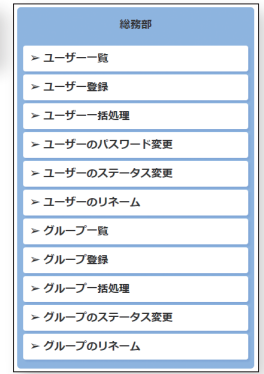 総務部
➢ ユーザー一覧
➢ ユーザー登録
➢ ユーザー一括処理
➢ ユーザーのパスワード変更
➢ ユーザーのステータス変更
➢ ユーザーのリネーム
➢ グループ一覧
➢ グループ登録
➢ グループ一括処理
➢ グループのステータス変更
➢ グループのリネーム